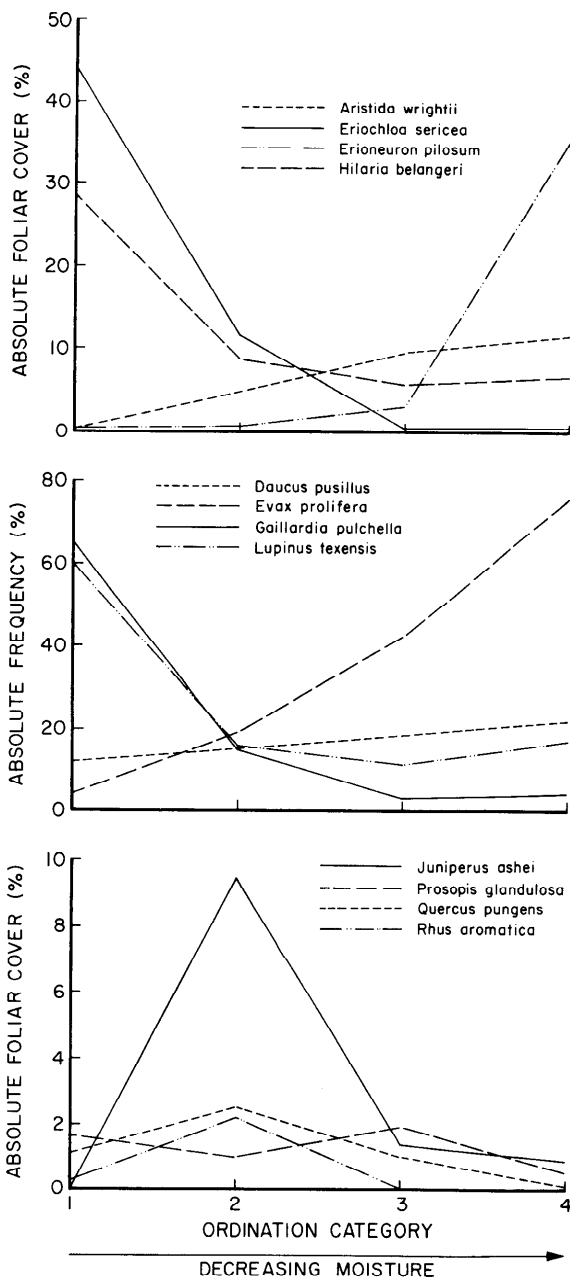 ABSOLUTE FOLIAR COVER (%)
50
40
30
20
10
0
Aristida wrightii
Eriochloa sericea
Erioneuron pilosum
Hilaria belangeri
ABSOLUTE FREQUENCY (%)
80
60
40
20
0
Daucus pusillus
Evax prolifera
Gaillardia pulchella
Lupinus texensis
ABSOLUTE FOLIAR COVER (%)
10
8
6
4
2
0
Juniperus ashei
Prosopis glandulosa
Quercus pungens
Rhus aromatica
1 2 3 4
ORDINATION CATEGORY
DECREASING MOISTURE